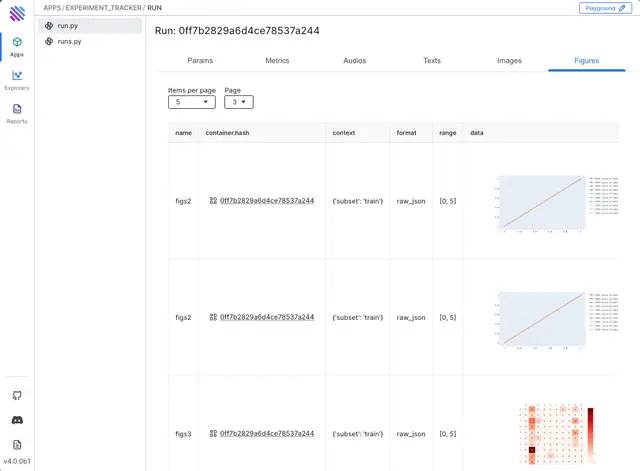 APPS / EXPERIMENT_TRACKER / RUN
Playground
run.py
runs.py
Apps
Explorers
Reports
v4.0.0b1
Run: 0ff7b2829a6d4ce78537a244
Params Metrics Audios Texts Images Figures
Items per page Page
5 3
name container.hash context format range data
figs2 0ff7b2829a6d4ce78537a244 {'subset': 'train'} raw_json [0, 5]
figs2 0ff7b2829a6d4ce78537a244 {'subset': 'train'} raw_json [0, 5]
figs3 0ff7b2829a6d4ce78537a244 {'subset': 'train'} raw_json [0, 5]